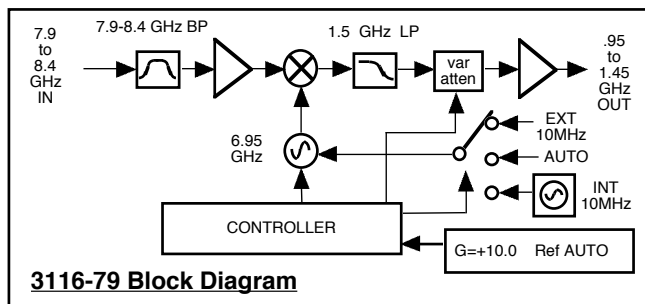 7.9
to
8.4
GHz
IN
7.9-8.4 GHz BP
1.5 GHz LP
var
atten
.95
to
1.45
GHz
OUT
6.95
GHz
EXT
10MHz
AUTO
INT
10MHz
CONTROLLER
G=+10.0 Ref AUTO
3116-79 Block Diagram